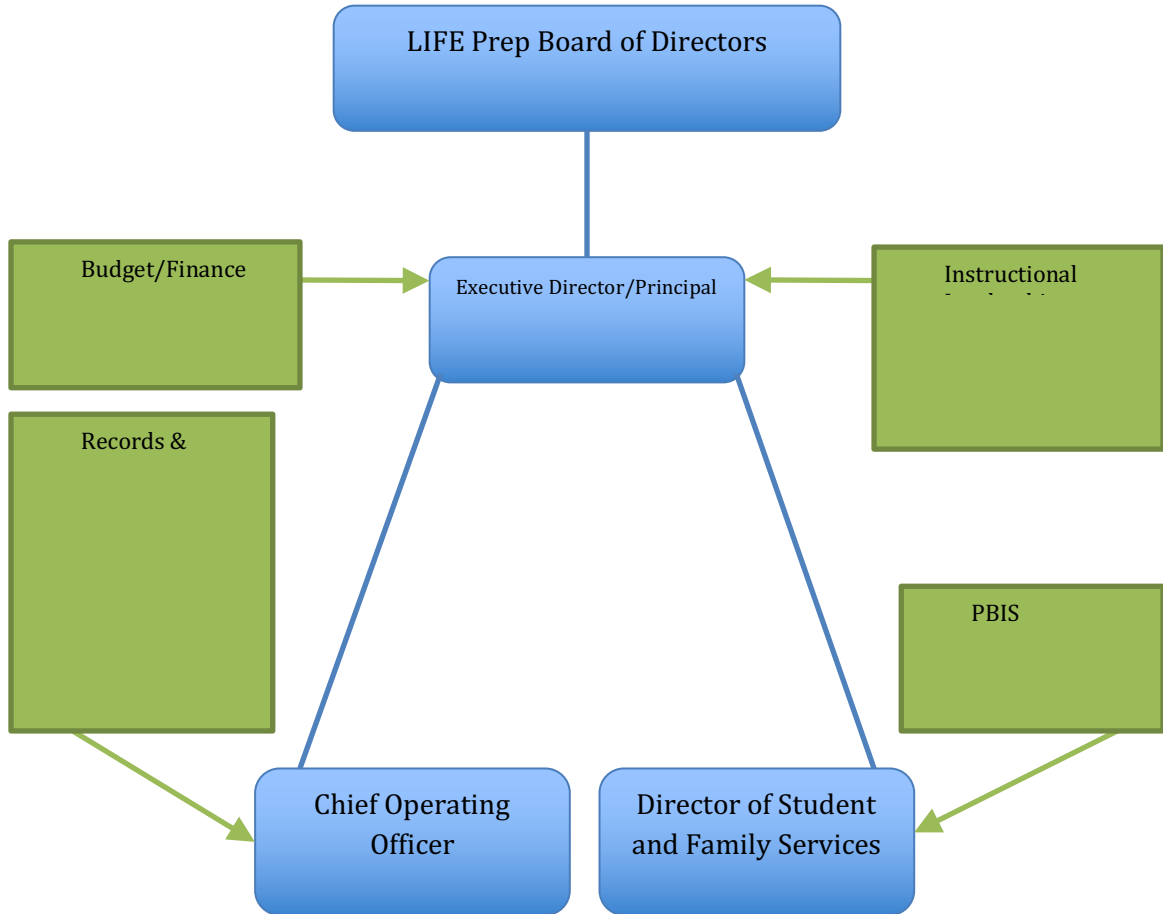 LIFE Prep Board of Directors
Budget/Finance
Executive Director/Principal
Instructional
Records &
PBIS
Chief Operating
Officer
Director of Student
and Family Services